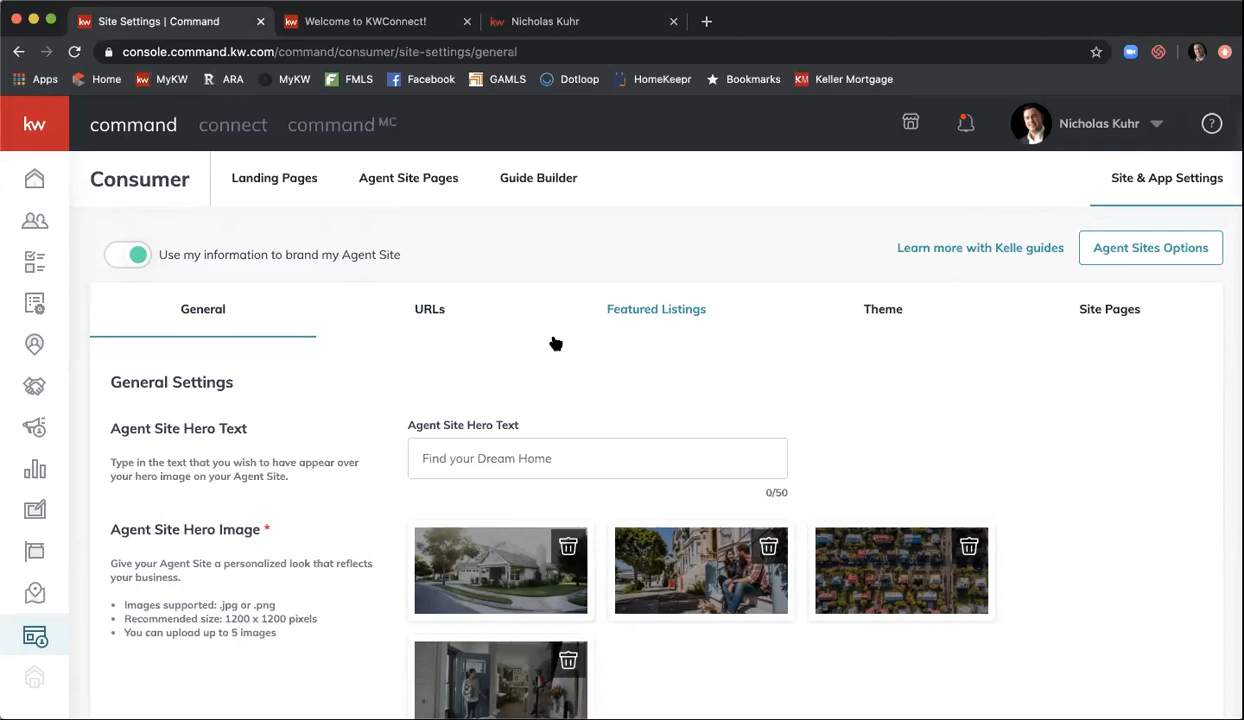 Site Settings | Command
Welcome to KWConnect!
Nicholas Kuhr
console.command.kw.com/command/consumer/site-settings/general
Apps
Home
MyKW
ARA
MyKW
FMLS
Facebook
GAMLS
Dotloop
HomeKeepr
Bookmarks
Keller Mortgage
kw
command
connect
command MC
Nicholas Kuhr
Consumer
Landing Pages
Agent Site Pages
Guide Builder
Site & App Settings
Use my information to brand my Agent Site
Learn more with Kelle guides
Agent Sites Options
General
URLs
Featured Listings
Theme
Site Pages
General Settings
Agent Site Hero Text
Type in the text that you wish to have appear over
your hero image on your Agent Site.
Agent Site Hero Text
Find your Dream Home
0/50
Agent Site Hero Image *
Give your Agent Site a personalized look that reflects
your business.
• Images supported: .jpg or .png
• Recommended size: 1200 x 1200 pixels
• You can upload up to 5 images